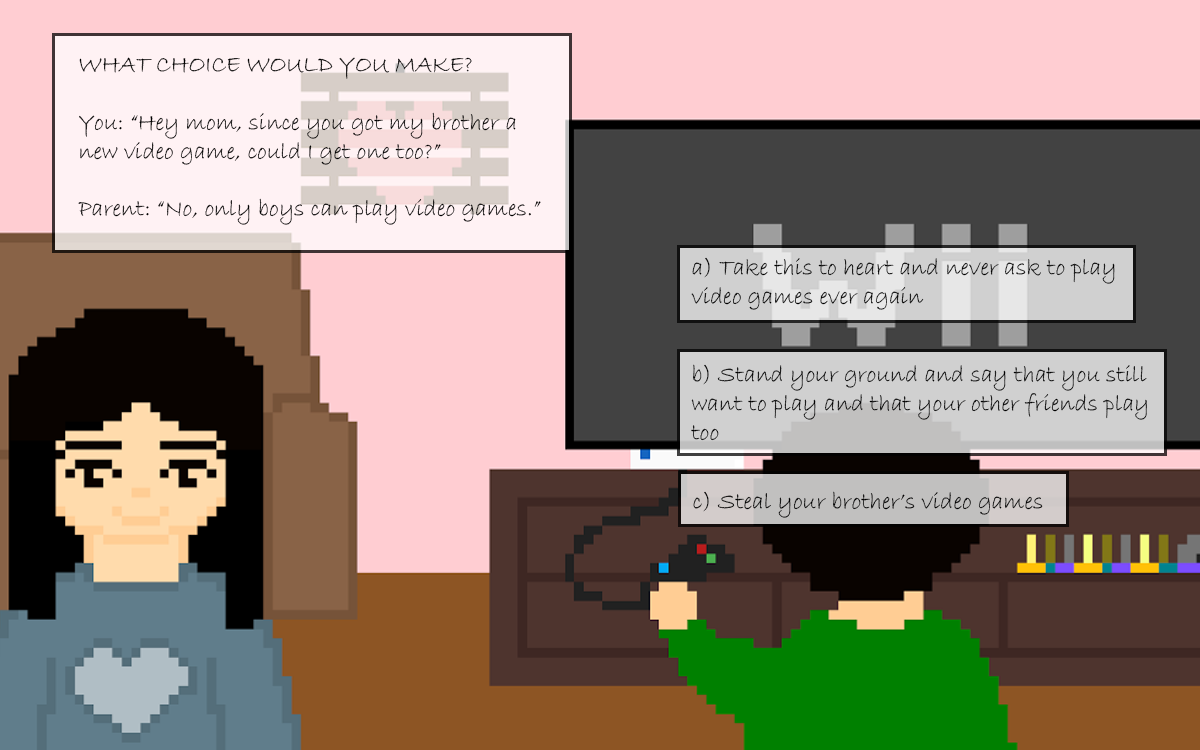 WHAT CHOICE WOULD YOU MAKE?
You: “Hey mom, since you got my brother a
new video game, could I get one too?”
Parent: “No, only boys can play video games.”
Wii
a) Take this to heart and never ask to play
video games ever again
b) Stand your ground and say that you still
want to play and that your other friends play
too
c) Steal your brother’s video games